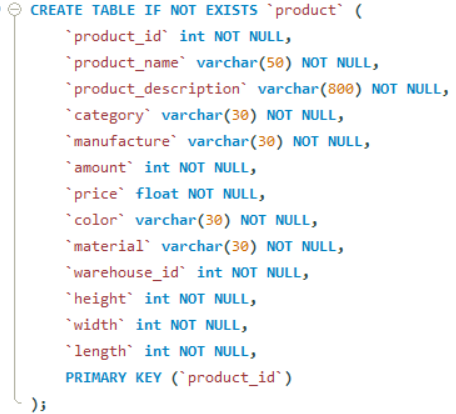 CREATE TABLE IF NOT EXISTS `product` (
`product_id` int NOT NULL,
`product_name` varchar(50) NOT NULL,
`product_description` varchar(800) NOT NULL,
`category` varchar(30) NOT NULL,
`manufacture` varchar(30) NOT NULL,
`amount` int NOT NULL,
`price` float NOT NULL,
`color` varchar(30) NOT NULL,
`material` varchar(30) NOT NULL,
`warehouse_id` int NOT NULL,
`height` int NOT NULL,
`width` int NOT NULL,
`length` int NOT NULL,
PRIMARY KEY (`product_id`)
);